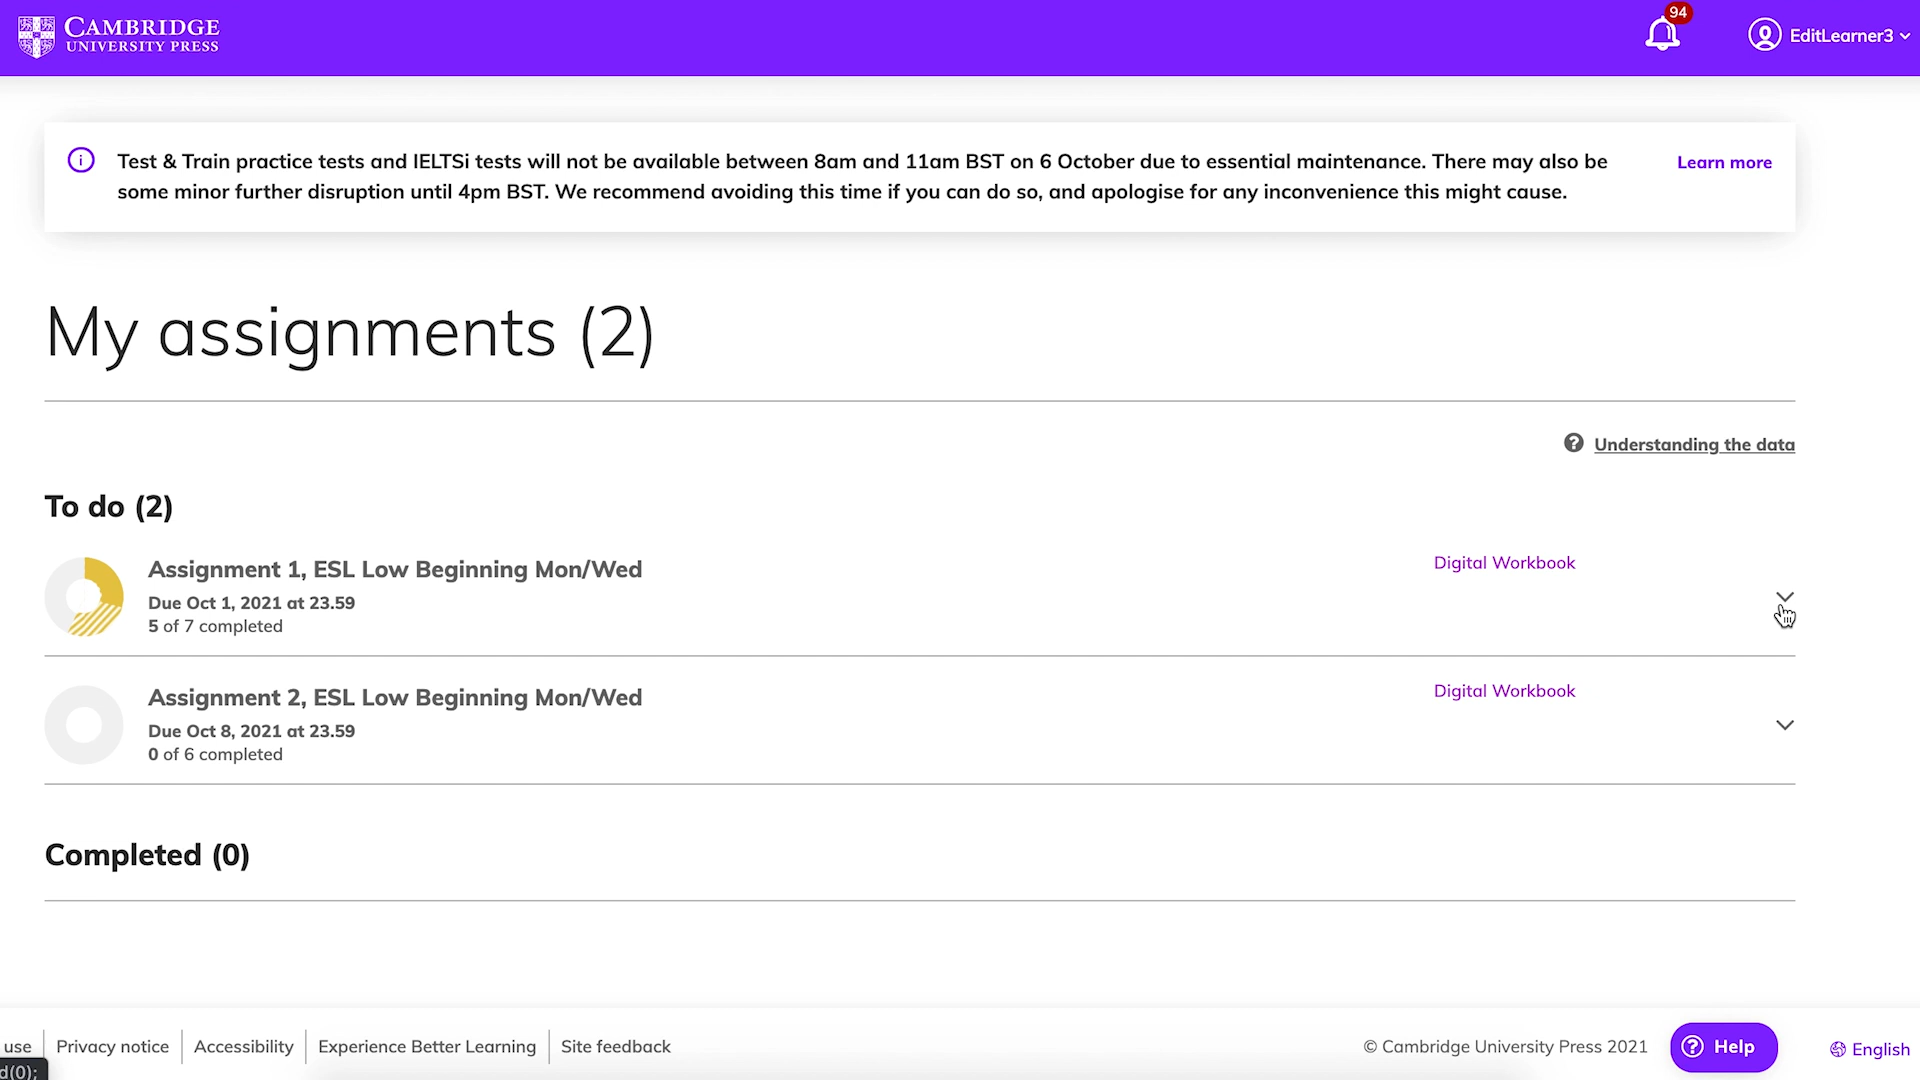 CAMBRIDGE
UNIVERSITY PRESS
94
EditLearner3
Test & Train practice tests and IELTSi tests will not be available between 8am and 11am BST on 6 October due to essential maintenance. There may also be
some minor further disruption until 4pm BST. We recommend avoiding this time if you can do so, and apologise for any inconvenience this might cause.
Learn more
My assignments (2)
Understanding the data
To do (2)
Assignment 1, ESL Low Beginning Mon/Wed
Due Oct 1, 2021 at 23.59
5 of 7 completed
Digital Workbook
Assignment 2, ESL Low Beginning Mon/Wed
Due Oct 8, 2021 at 23.59
0 of 6 completed
Digital Workbook
Completed (0)
use
Privacy notice
Accessibility
Experience Better Learning
Site feedback
© Cambridge University Press 2021
Help
English
d(0);